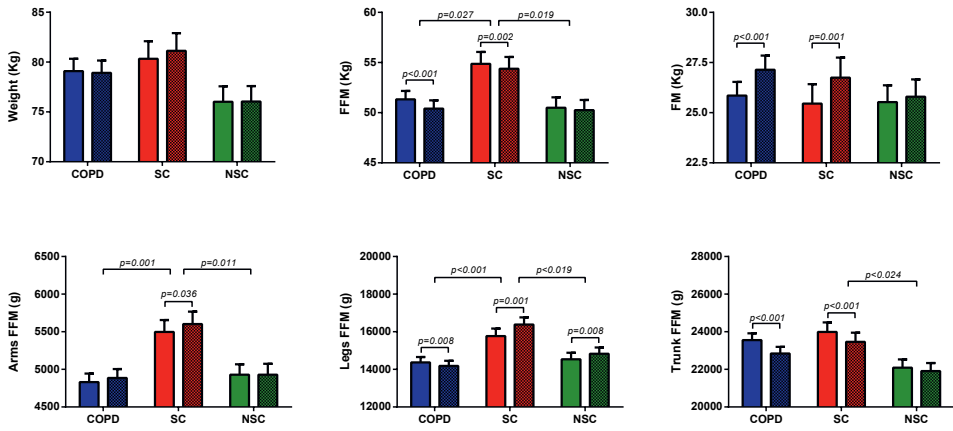 Weight (Kg)
85
80
75
70
COPD SC NSC
FFM (Kg)
60
55
50
45
p=0.027
p=0.019
p=0.002
p<0.001
COPD SC NSC
FM (Kg)
30.0
27.5
25.0
22.5
p<0.001
p=0.001
COPD SC NSC
Arms FFM (g)
6500
6000
5500
5000
4500
p=0.001
p=0.011
p=0.036
COPD SC NSC
Legs FFM (g)
20000
18000
16000
14000
12000
p<0.001
p<0.019
p=0.001
p=0.008
p=0.008
COPD SC NSC
Trunk FFM (g)
28000
26000
24000
22000
20000
p<0.024
p<0.001
p<0.001
COPD SC NSC